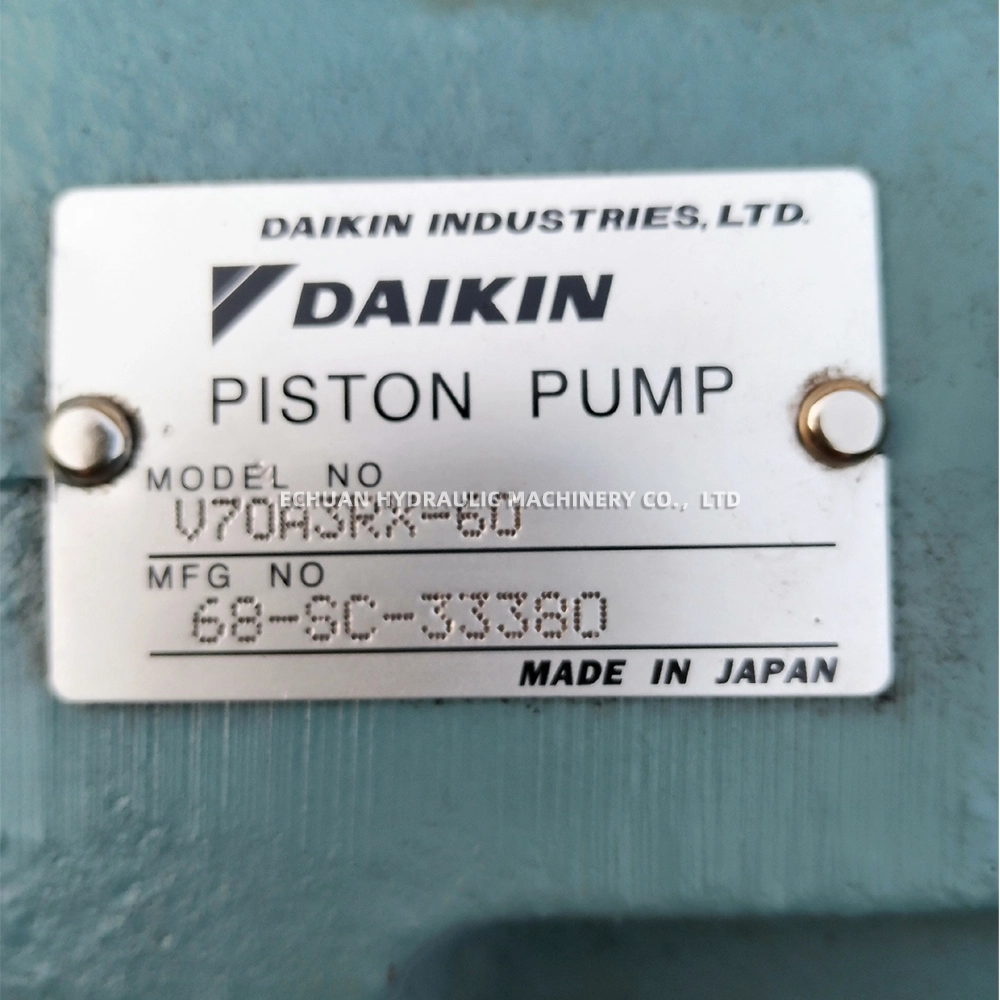 DAIKIN INDUSTRIES, LTD.
DAIKIN
PISTON PUMP
MODEL NO
ECHUAN HYDRAULIG MACHINERY CO., LTD
V70A3RX-60
MFG NO
68-SC-33380
MADE IN JAPAN